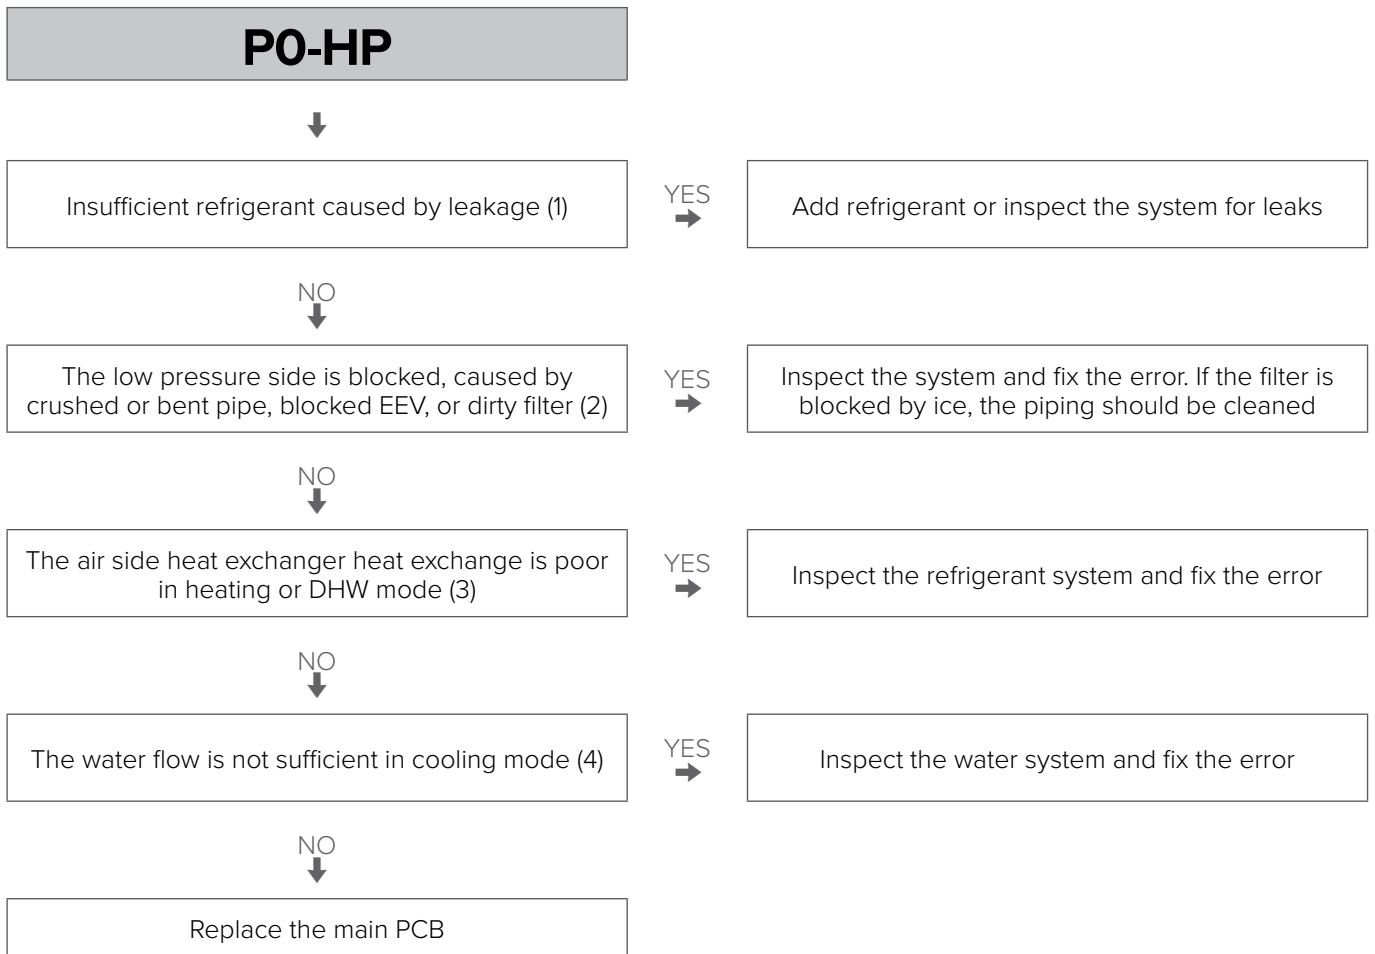 P0-HP
Insufficient refrigerant caused by leakage (1)
YES
Add refrigerant or inspect the system for leaks
NO
The low pressure side is blocked, caused by
crushed or bent pipe, blocked EEV, or dirty filter (2)
YES
Inspect the system and fix the error. If the filter is
blocked by ice, the piping should be cleaned
NO
The air side heat exchanger heat exchange is poor
in heating or DHW mode (3)
YES
Inspect the refrigerant system and fix the error
NO
The water flow is not sufficient in cooling mode (4)
YES
Inspect the water system and fix the error
NO
Replace the main PCB